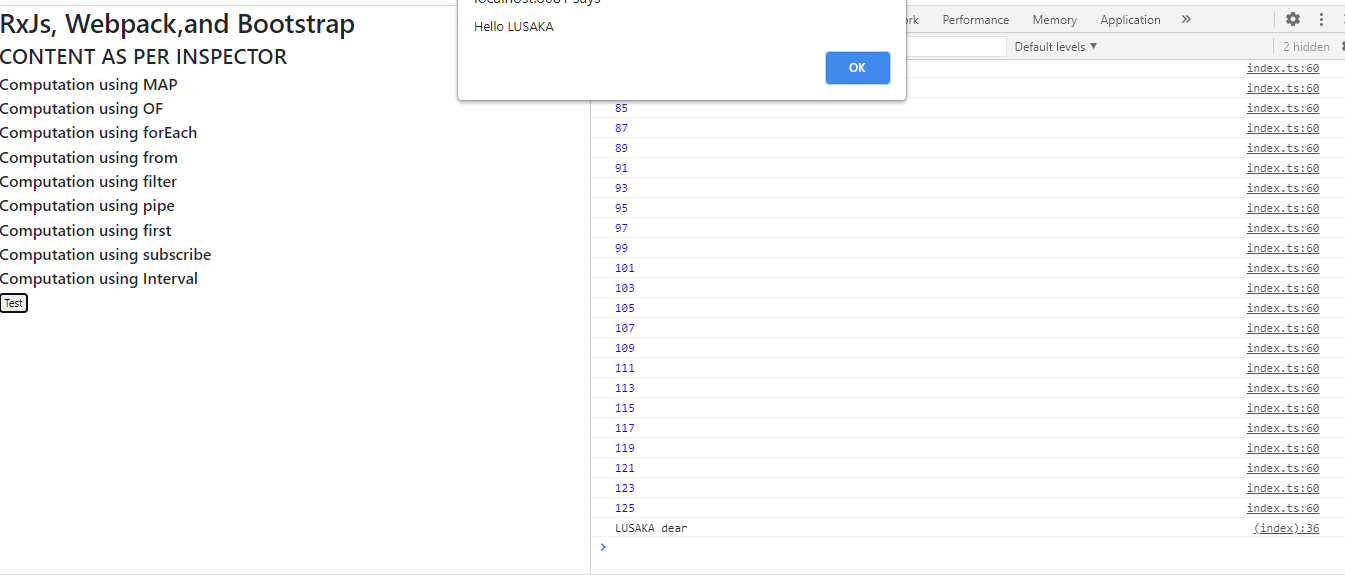 RxJs, Webpack,and Bootstrap
CONTENT AS PER INSPECTOR
Computation using MAP
Computation using OF
Computation using forEach
Computation using from
Computation using filter
Computation using pipe
Computation using first
Computation using subscribe
Computation using Interval
Test
Hello LUSAKA
OK
Performance Memory Application »
Default levels ▼ 2 hidden
index.ts:60
index.ts:60
85 index.ts:60
87 index.ts:60
89 index.ts:60
91 index.ts:60
93 index.ts:60
95 index.ts:60
97 index.ts:60
99 index.ts:60
101 index.ts:60
103 index.ts:60
105 index.ts:60
107 index.ts:60
109 index.ts:60
111 index.ts:60
113 index.ts:60
115 index.ts:60
117 index.ts:60
119 index.ts:60
121 index.ts:60
123 index.ts:60
125 index.ts:60
LUSAKA dear (index):36